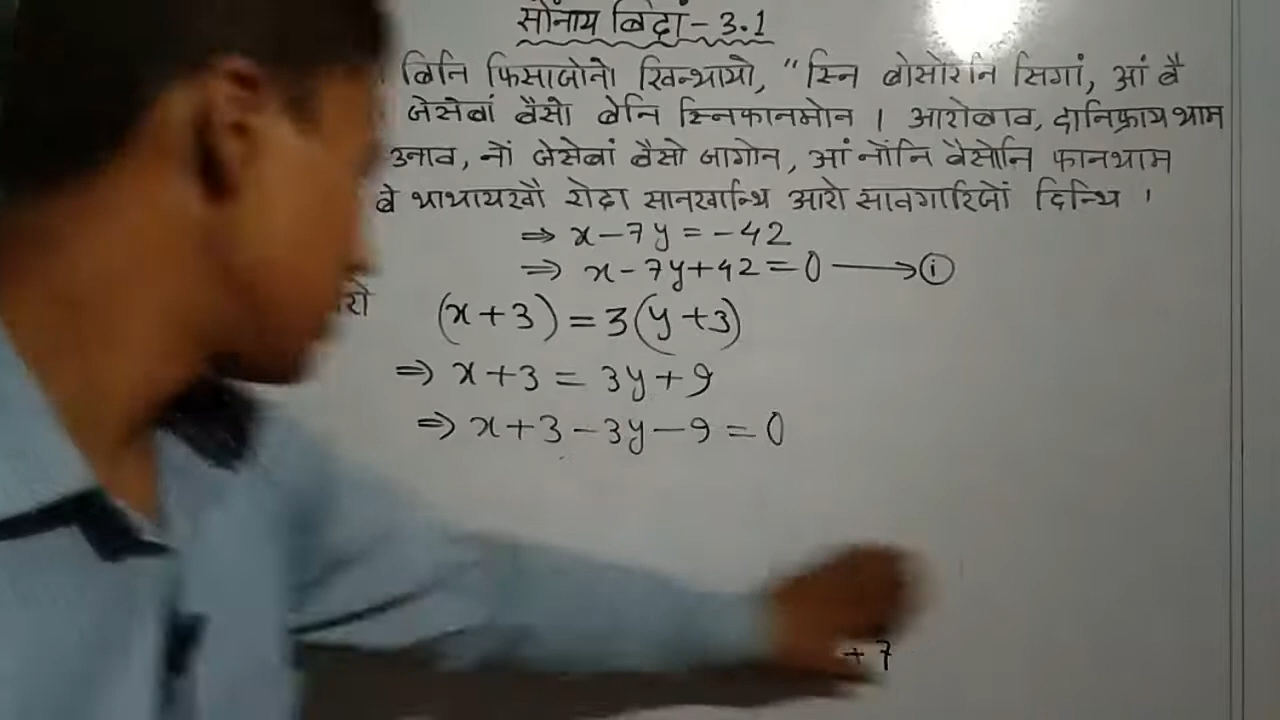 सोंनाय बिदां - 3.1
बिनि फिसाजोनो खिन्थायो, "स्नि बोसोरनि सिगां, आं बै
जेसेबां बैसो बेनि स्निफानमोन । आरोबाव, दानिफ्राय थाम
उनाव, नों जेसेबां बैसो जागोन, आं नोंनि बैसोनि फानथाम
बे थाथायखौ रोदा सानखान्थि आरो सावगारिजों दिन्थि ।
⇒ x - 7y = - 42
⇒ x - 7y + 42 = 0 ⟶ (i)
(x + 3) = 3(y + 3)
⇒ x + 3 = 3y + 9
⇒ x + 3 - 3y - 9 = 0
+ 7